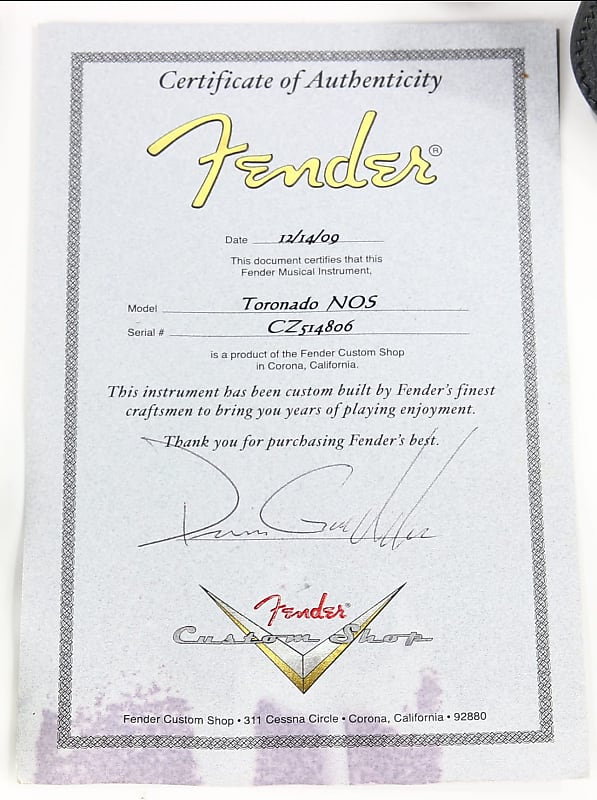 Certificate of Authenticity
Fender®
Date 12/14/09
This document certifies that this
Fender Musical Instrument,
Model Toronado NOS
Serial # CZ514806
is a product of the Fender Custom Shop
in Corona, California.
This instrument has been custom built by Fender's finest
craftsmen to bring you years of playing enjoyment.
Thank you for purchasing Fender's best.
Fender®
Custom Shop
Fender Custom Shop • 311 Cessna Circle • Corona, California • 92880